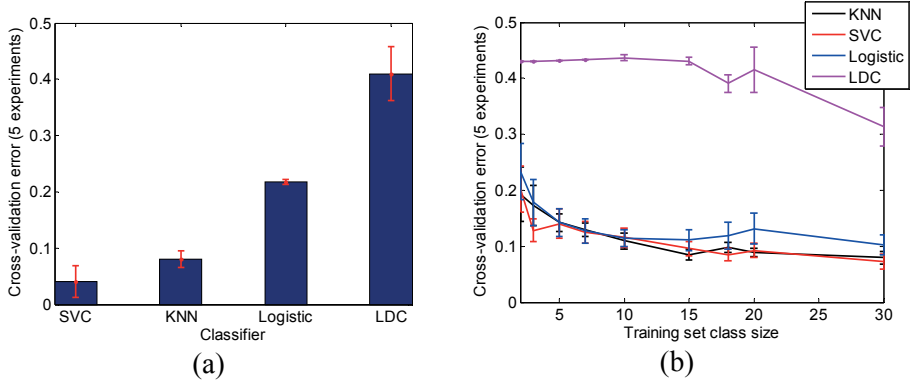 Cross-validation error (5 experiments)
0.5
0.4
0.3
0.2
0.1
0
SVC
KNN
Logistic
LDC
Classifier
(a)
Cross-validation error (5 experiments)
0.5
0.4
0.3
0.2
0.1
0
5
10
15
20
25
30
Training set class size
KNN
SVC
Logistic
LDC
(b)